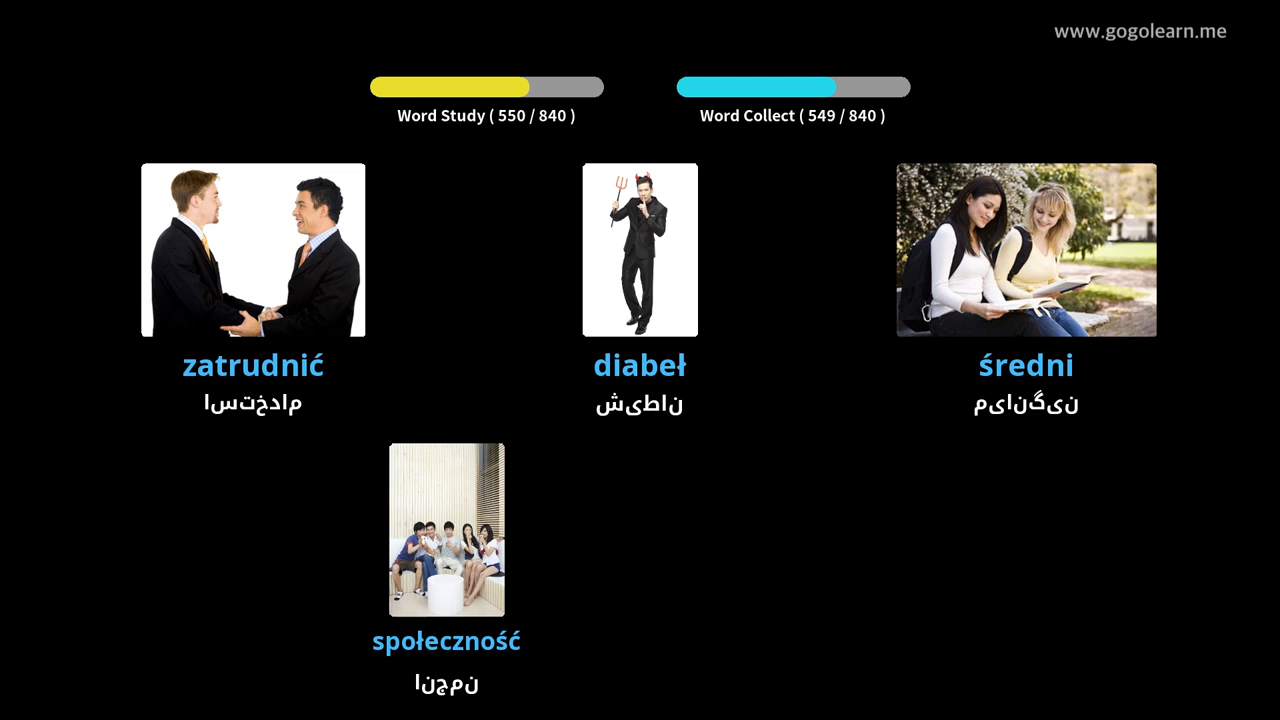 www.gogolearn.me
Word Study ( 550 / 840 )
Word Collect ( 549 / 840 )
zatrudnić
استخدام
diabeł
شیطان
średni
میانگین
społeczność
انجمن